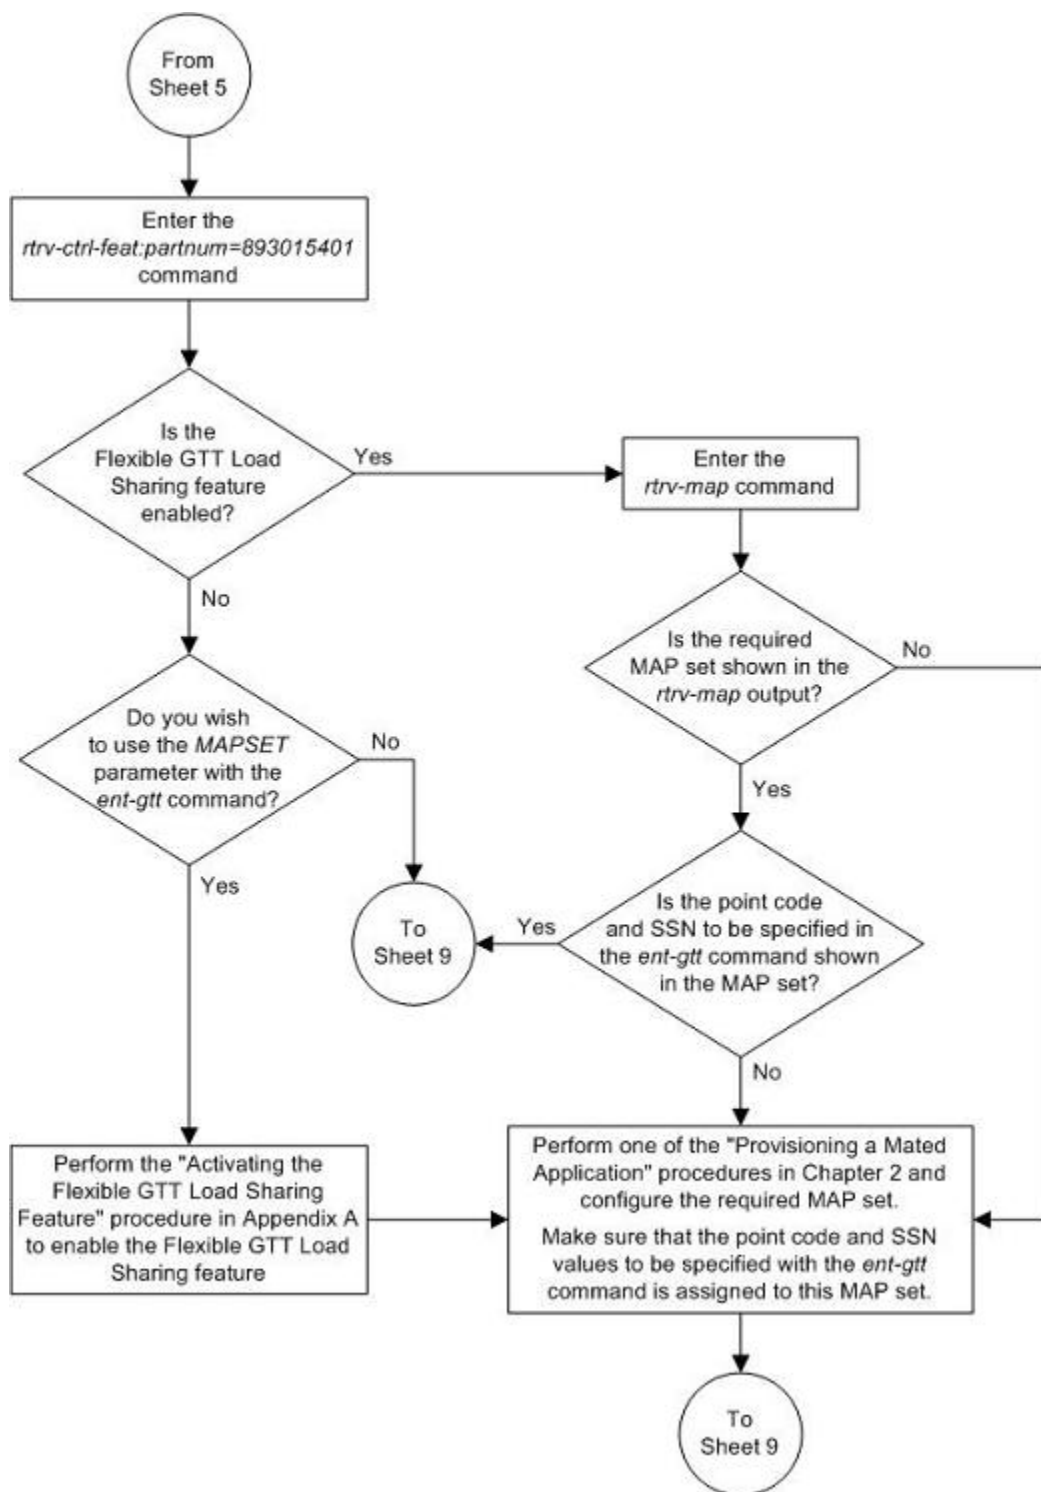 From
Sheet 5
Enter the
rtrv-ctrl-feat:partnum=893015401
command
Is the
Flexible GTT Load
Sharing feature
enabled?
Yes
No
Enter the
rtrv-map command
Is the required
MAP set shown in the
rtrv-map output?
No
Yes
Do you wish
to use the MAPSET
parameter with the
ent-gtt command?
No
Yes
To
Sheet 9
Yes
Is the point code
and SSN to be specified in
the ent-gtt command shown
in the MAP set?
No
Perform the "Activating the
Flexible GTT Load Sharing
Feature" procedure in Appendix A
to enable the Flexible GTT Load
Sharing feature
Perform one of the "Provisioning a Mated
Application" procedures in Chapter 2 and
configure the required MAP set.
Make sure that the point code and SSN
values to be specified with the ent-gtt
command is assigned to this MAP set.
To
Sheet 9